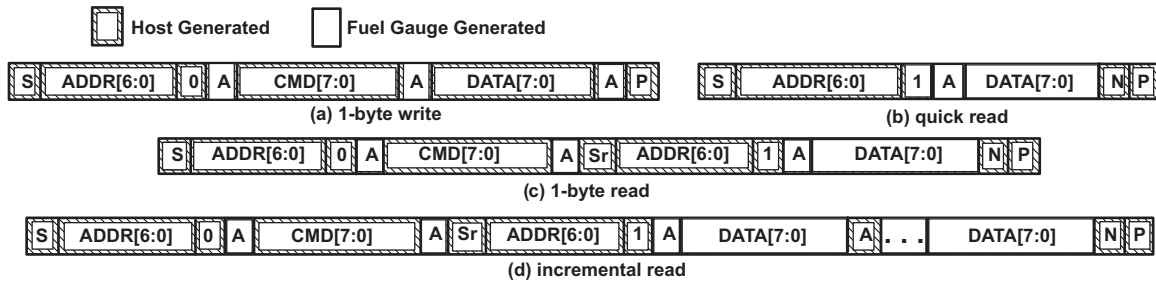 Host Generated Fuel Gauge Generated
S ADDR[6:0] 0 A CMD[7:0] A DATA[7:0] A P
(a) 1-byte write
S ADDR[6:0] 1 A DATA[7:0] N P
(b) quick read
S ADDR[6:0] 0 A CMD[7:0] A Sr ADDR[6:0] 1 A DATA[7:0] N P
(c) 1-byte read
S ADDR[6:0] 0 A CMD[7:0] A Sr ADDR[6:0] 1 A DATA[7:0] A ... DATA[7:0] N P
(d) incremental read